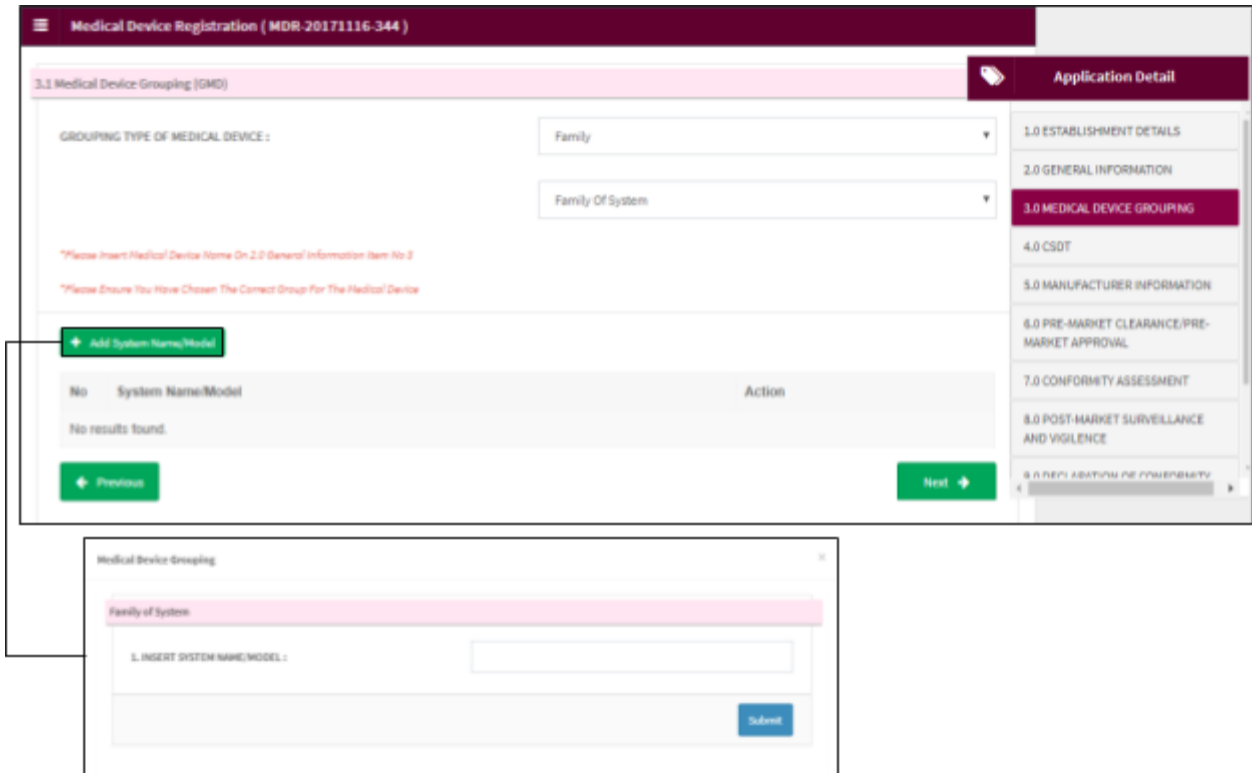 Medical Device Registration ( MDR-20171116-344 )
3.1 Medical Device Grouping (GMD)
GROUPING TYPE OF MEDICAL DEVICE :
Family
Family Of System
*Please Insert Medical Device Name On 2.0 General Information Item No 3
*Please Ensure You Have Chosen The Correct Group For The Medical Device
+ Add System Name/Model
No System Name/Model Action
No results found.
Previous
Next
Application Detail
1.0 ESTABLISHMENT DETAILS
2.0 GENERAL INFORMATION
3.0 MEDICAL DEVICE GROUPING
4.0 CSDT
5.0 MANUFACTURER INFORMATION
6.0 PRE-MARKET CLEARANCE/PRE-
MARKET APPROVAL
7.0 CONFORMITY ASSESSMENT
8.0 POST-MARKET SURVEILLANCE
AND VIGILENCE
9.0 DECLARATION OF CONFORMITY
Medical Device Grouping
×
Family of System
1. INSERT SYSTEM NAME/MODEL :
Submit